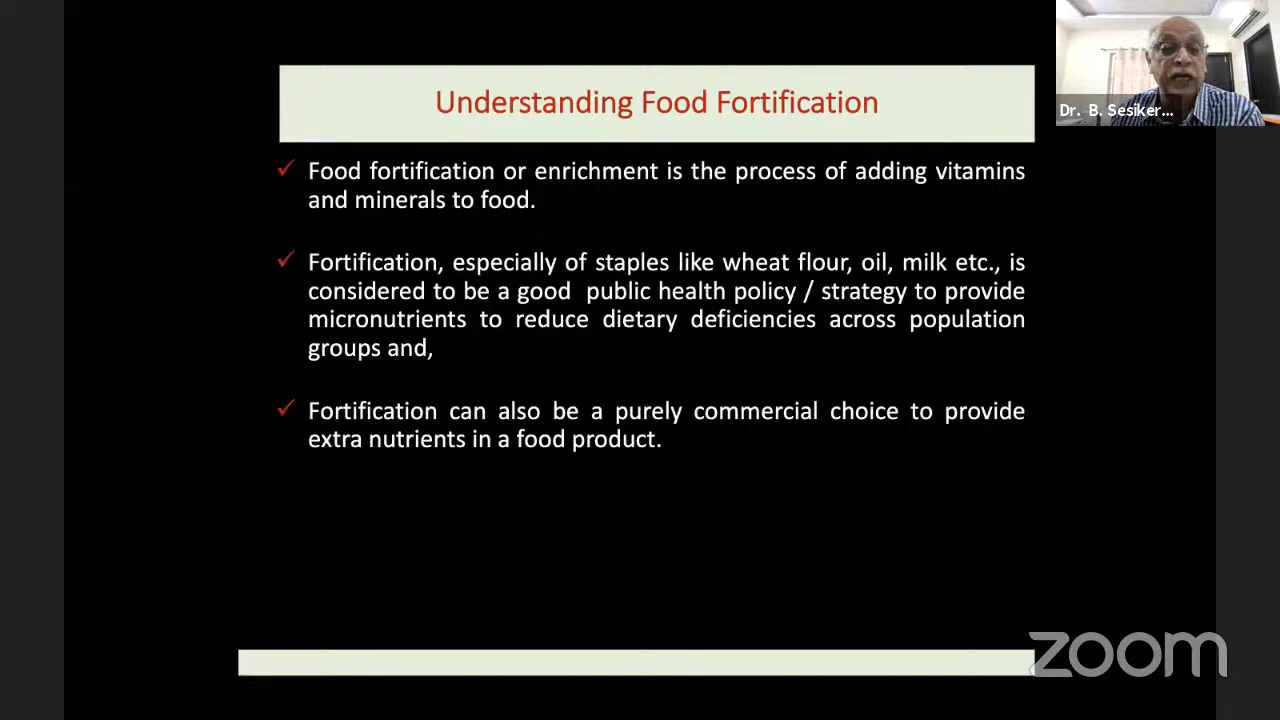 Understanding Food Fortification
Dr. B. Sesiker...
✓ Food fortification or enrichment is the process of adding vitamins
and minerals to food.
✓ Fortification, especially of staples like wheat flour, oil, milk etc., is
considered to be a good public health policy / strategy to provide
micronutrients to reduce dietary deficiencies across population
groups and,
✓ Fortification can also be a purely commercial choice to provide
extra nutrients in a food product.
zoom